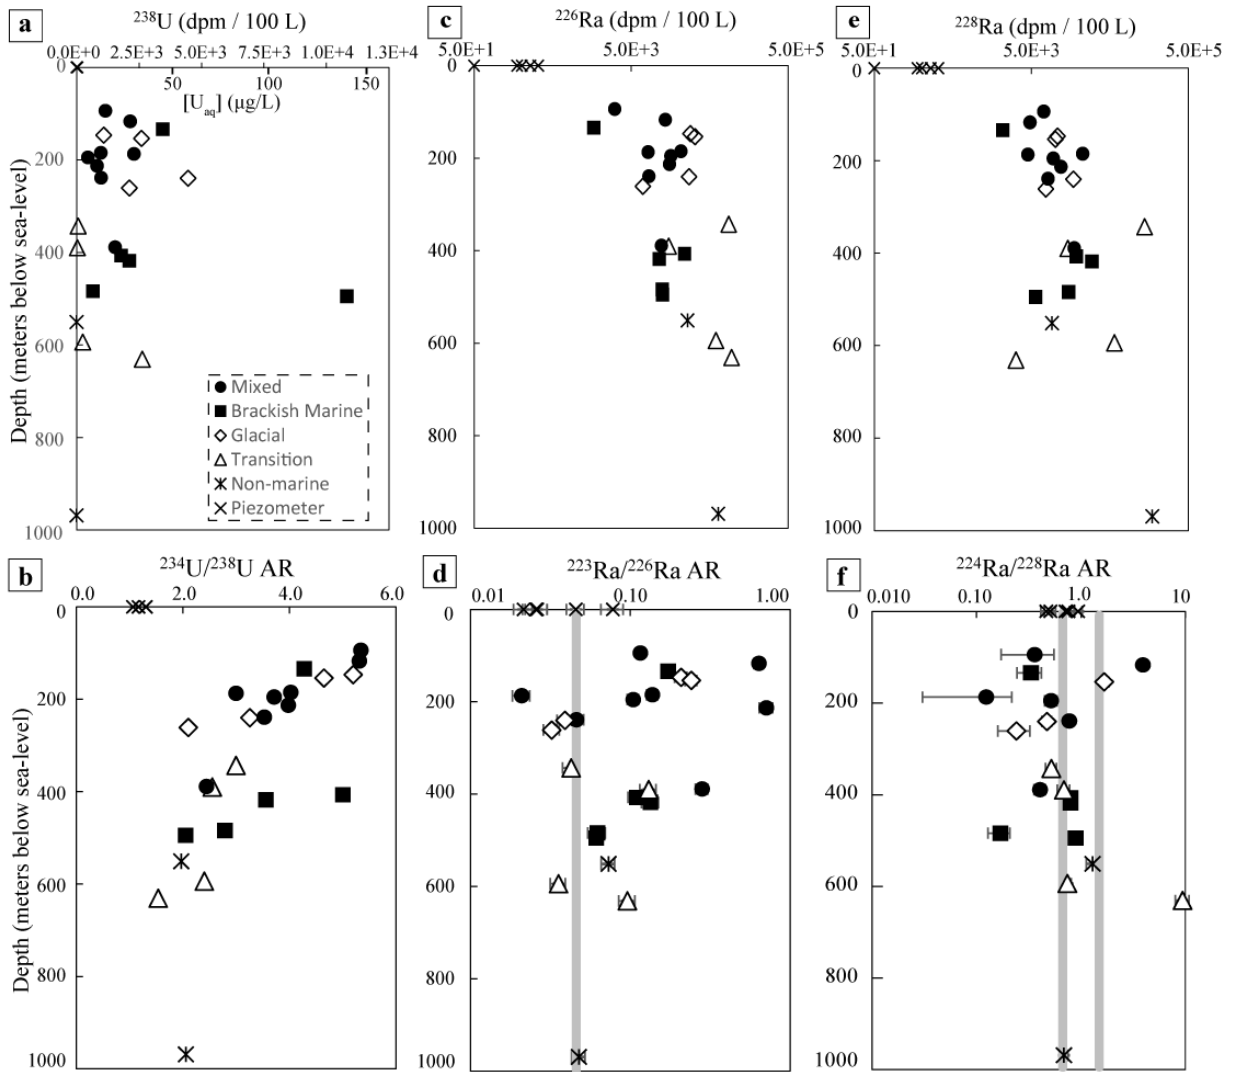 a
²³⁸U (dpm / 100 L)
0.0E+0 2.5E+3 5.0E+3 7.5E+3 1.0E+4 1.3E+4
0 50 100 150
[Uaq] (µg/L)
200
400
600
800
1000
Depth (meters below sea-level)
Mixed
Brackish Marine
Glacial
Transition
Non-marine
Piezometer
c
²²⁶Ra (dpm / 100 L)
5.0E+1 5.0E+3 5.0E+5
0
200
400
600
800
1000
e
²²⁸Ra (dpm / 100 L)
5.0E+1 5.0E+3 5.0E+5
0
200
400
600
800
1000
b
²³⁴U/²³⁸U AR
0.0 2.0 4.0 6.0
0
200
400
600
800
1000
Depth (meters below sea-level)
d
²²³Ra/²²⁶Ra AR
0.01 0.10 1.00
0
200
400
600
800
1000
f
²²⁴Ra/²²⁸Ra AR
0.010 0.10 1.0 10
0
200
400
600
800
1000